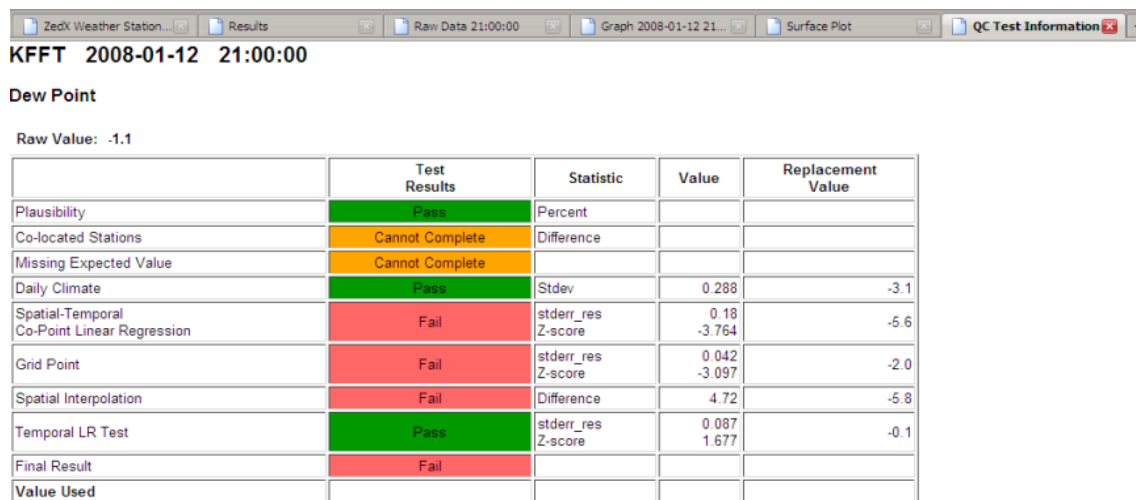 ZedX Weather Station...
Results
Raw Data 21:00:00
Graph 2008-01-12 21...
Surface Plot
QC Test Information
KFFT 2008-01-12 21:00:00
Dew Point
Raw Value: -1.1
Test Results Statistic Value Replacement Value
Plausibility Pass Percent
Co-located Stations Cannot Complete Difference
Missing Expected Value Cannot Complete
Daily Climate Pass Stdev 0.288 -3.1
Spatial-Temporal Co-Point Linear Regression Fail stderr_res Z-score 0.18 -3.764 -5.6
Grid Point Fail stderr_res Z-score 0.042 -3.097 -2.0
Spatial Interpolation Fail Difference 4.72 -5.8
Temporal LR Test Pass stderr_res Z-score 0.087 1.677 -0.1
Final Result Fail
Value Used